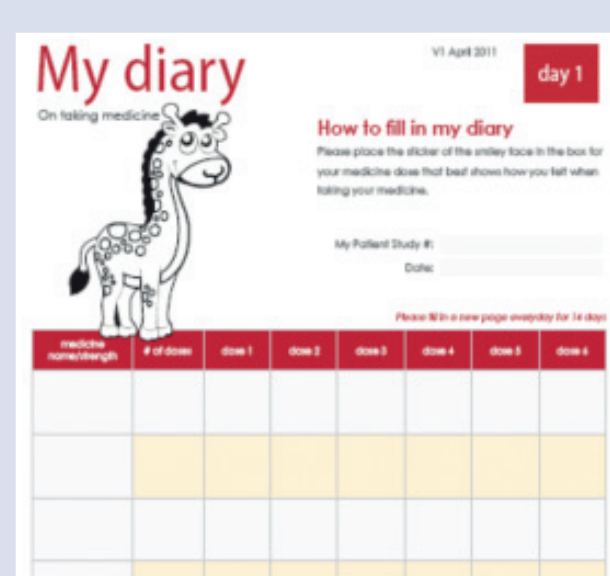 My diary
V1 April 2011
day 1
On taking medicine
How to fill in my diary
Please place the sticker of the smiley face in the box for
your medicine dose that best shows how you felt when
taking your medicine.
My Patient Study #:
Date:
Please fill in a new page everyday for 14 days
medicine
name/strength
# of doses
dose 1
dose 2
dose 3
dose 4
dose 5
dose 6